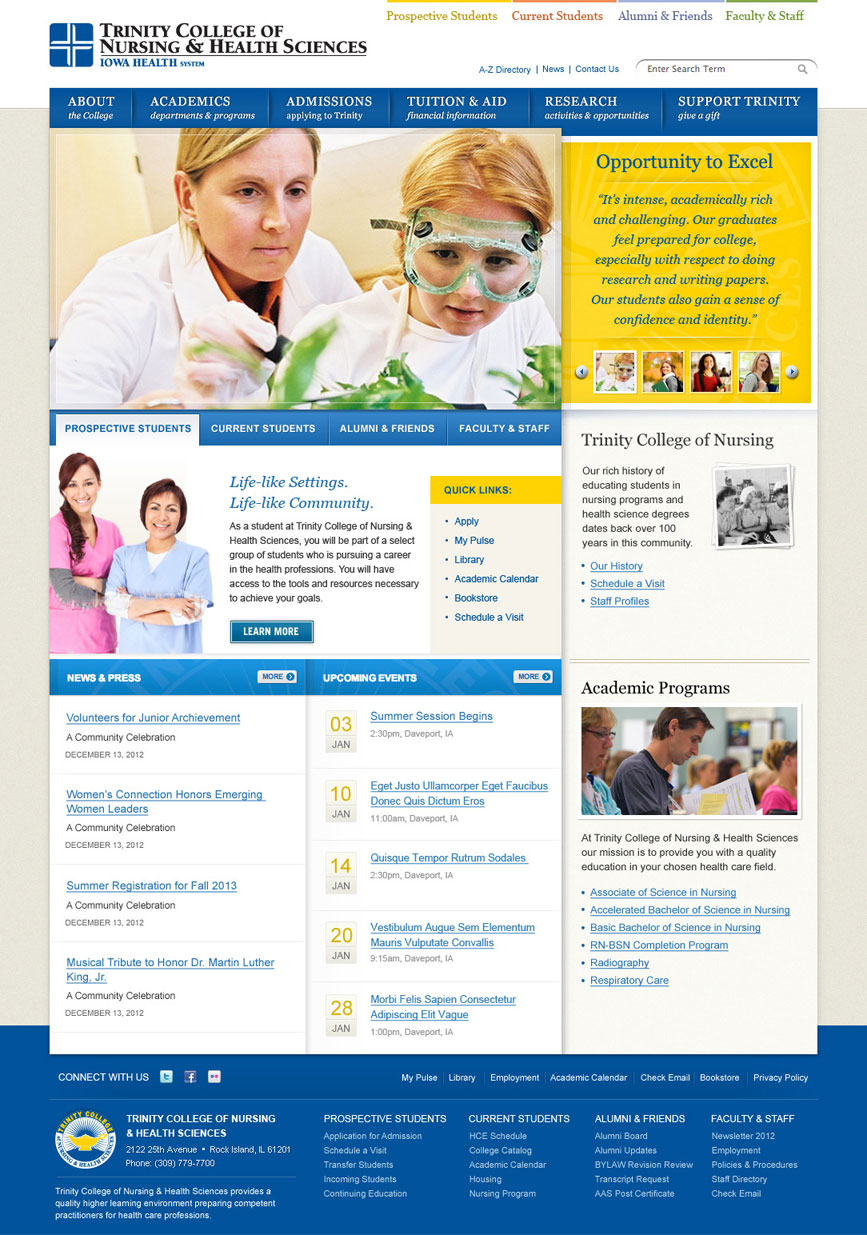 Prospective Students Current Students Alumni & Friends Faculty & Staff
TRINITY COLLEGE OF
NURSING & HEALTH SCIENCES
IOWA HEALTH SYSTEM
A-Z Directory | News | Contact Us
Enter Search Term
ABOUT
the College
ACADEMICS
departments & programs
ADMISSIONS
applying to Trinity
TUITION & AID
financial information
RESEARCH
activities & opportunities
SUPPORT TRINITY
give a gift
Opportunity to Excel
“It’s intense, academically rich
and challenging. Our graduates
feel prepared for college,
especially with respect to doing
research and writing papers.
Our students also gain a sense of
confidence and identity.”
PROSPECTIVE STUDENTS CURRENT STUDENTS ALUMNI & FRIENDS FACULTY & STAFF
Life-like Settings.
Life-like Community.
As a student at Trinity College of Nursing &
Health Sciences, you will be part of a select
group of students who is pursuing a career
in the health professions. You will have
access to the tools and resources necessary
to achieve your goals.
LEARN MORE
QUICK LINKS:
• Apply
• My Pulse
• Library
• Academic Calendar
• Bookstore
• Schedule a Visit
Trinity College of Nursing
Our rich history of
educating students in
nursing programs and
health science degrees
dates back over 100
years in this community.
• Our History
• Schedule a Visit
• Staff Profiles
NEWS & PRESS
MORE
Volunteers for Junior Archievement
A Community Celebration
DECEMBER 13, 2012
Women’s Connection Honors Emerging
Women Leaders
A Community Celebration
DECEMBER 13, 2012
Summer Registration for Fall 2013
A Community Celebration
DECEMBER 13, 2012
Musical Tribute to Honor Dr. Martin Luther
King, Jr.
A Community Celebration
DECEMBER 13, 2012
UPCOMING EVENTS
MORE
03
JAN
Summer Session Begins
2:30pm, Daveport, IA
10
JAN
Eget Justo Ullamcorper Eget Faucibus
Donec Quis Dictum Eros
11:00am, Daveport, IA
14
JAN
Quisque Tempor Rutrum Sodales
2:30pm, Daveport, IA
20
JAN
Vestibulum Augue Sem Elementum
Mauris Vulputate Convallis
9:15am, Daveport, IA
28
JAN
Morbi Felis Sapien Consectetur
Adipiscing Elit Vague
1:00pm, Daveport, IA
Academic Programs
At Trinity College of Nursing & Health Sciences
our mission is to provide you with a quality
education in your chosen health care field.
• Associate of Science in Nursing
• Accelerated Bachelor of Science in Nursing
• Basic Bachelor of Science in Nursing
• RN-BSN Completion Program
• Radiography
• Respiratory Care
CONNECT WITH US
My Pulse Library Employment Academic Calendar Check Email Bookstore Privacy Policy
TRINITY COLLEGE
NURSING & HEALTH SCIENCES
TRINITY COLLEGE OF NURSING
& HEALTH SCIENCES
2122 25th Avenue • Rock Island, IL 61201
Phone: (309) 779-7700
Trinity College of Nursing & Health Sciences provides a
quality higher learning environment preparing competent
practitioners for health care professions.
PROSPECTIVE STUDENTS
Application for Admission
Schedule a Visit
Transfer Students
Incoming Students
Continuing Education
CURRENT STUDENTS
HCE Schedule
College Catalog
Academic Calendar
Housing
Nursing Program
ALUMNI & FRIENDS
Alumni Board
Alumni Updates
BYLAW Revision Review
Transcript Request
AAS Post Certificate
FACULTY & STAFF
Newsletter 2012
Employment
Policies & Procedures
Staff Directory
Check Email